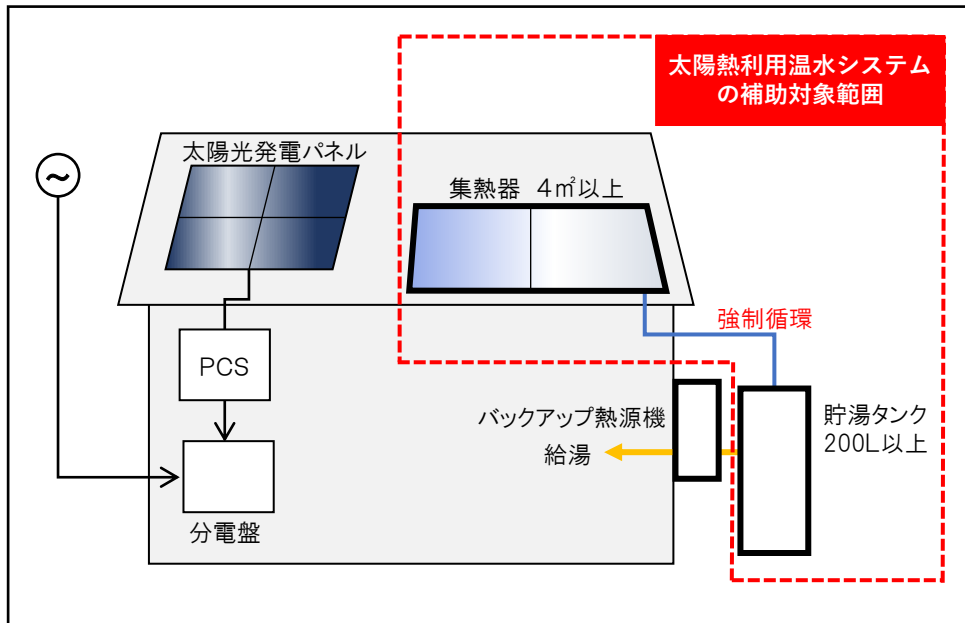 太陽熱利用温水システム
の補助対象範囲
太陽光発電パネル
~
集熱器 4㎡以上
強制循環
PCS
バックアップ熱源機
給湯
貯湯タンク
200L以上
分電盤